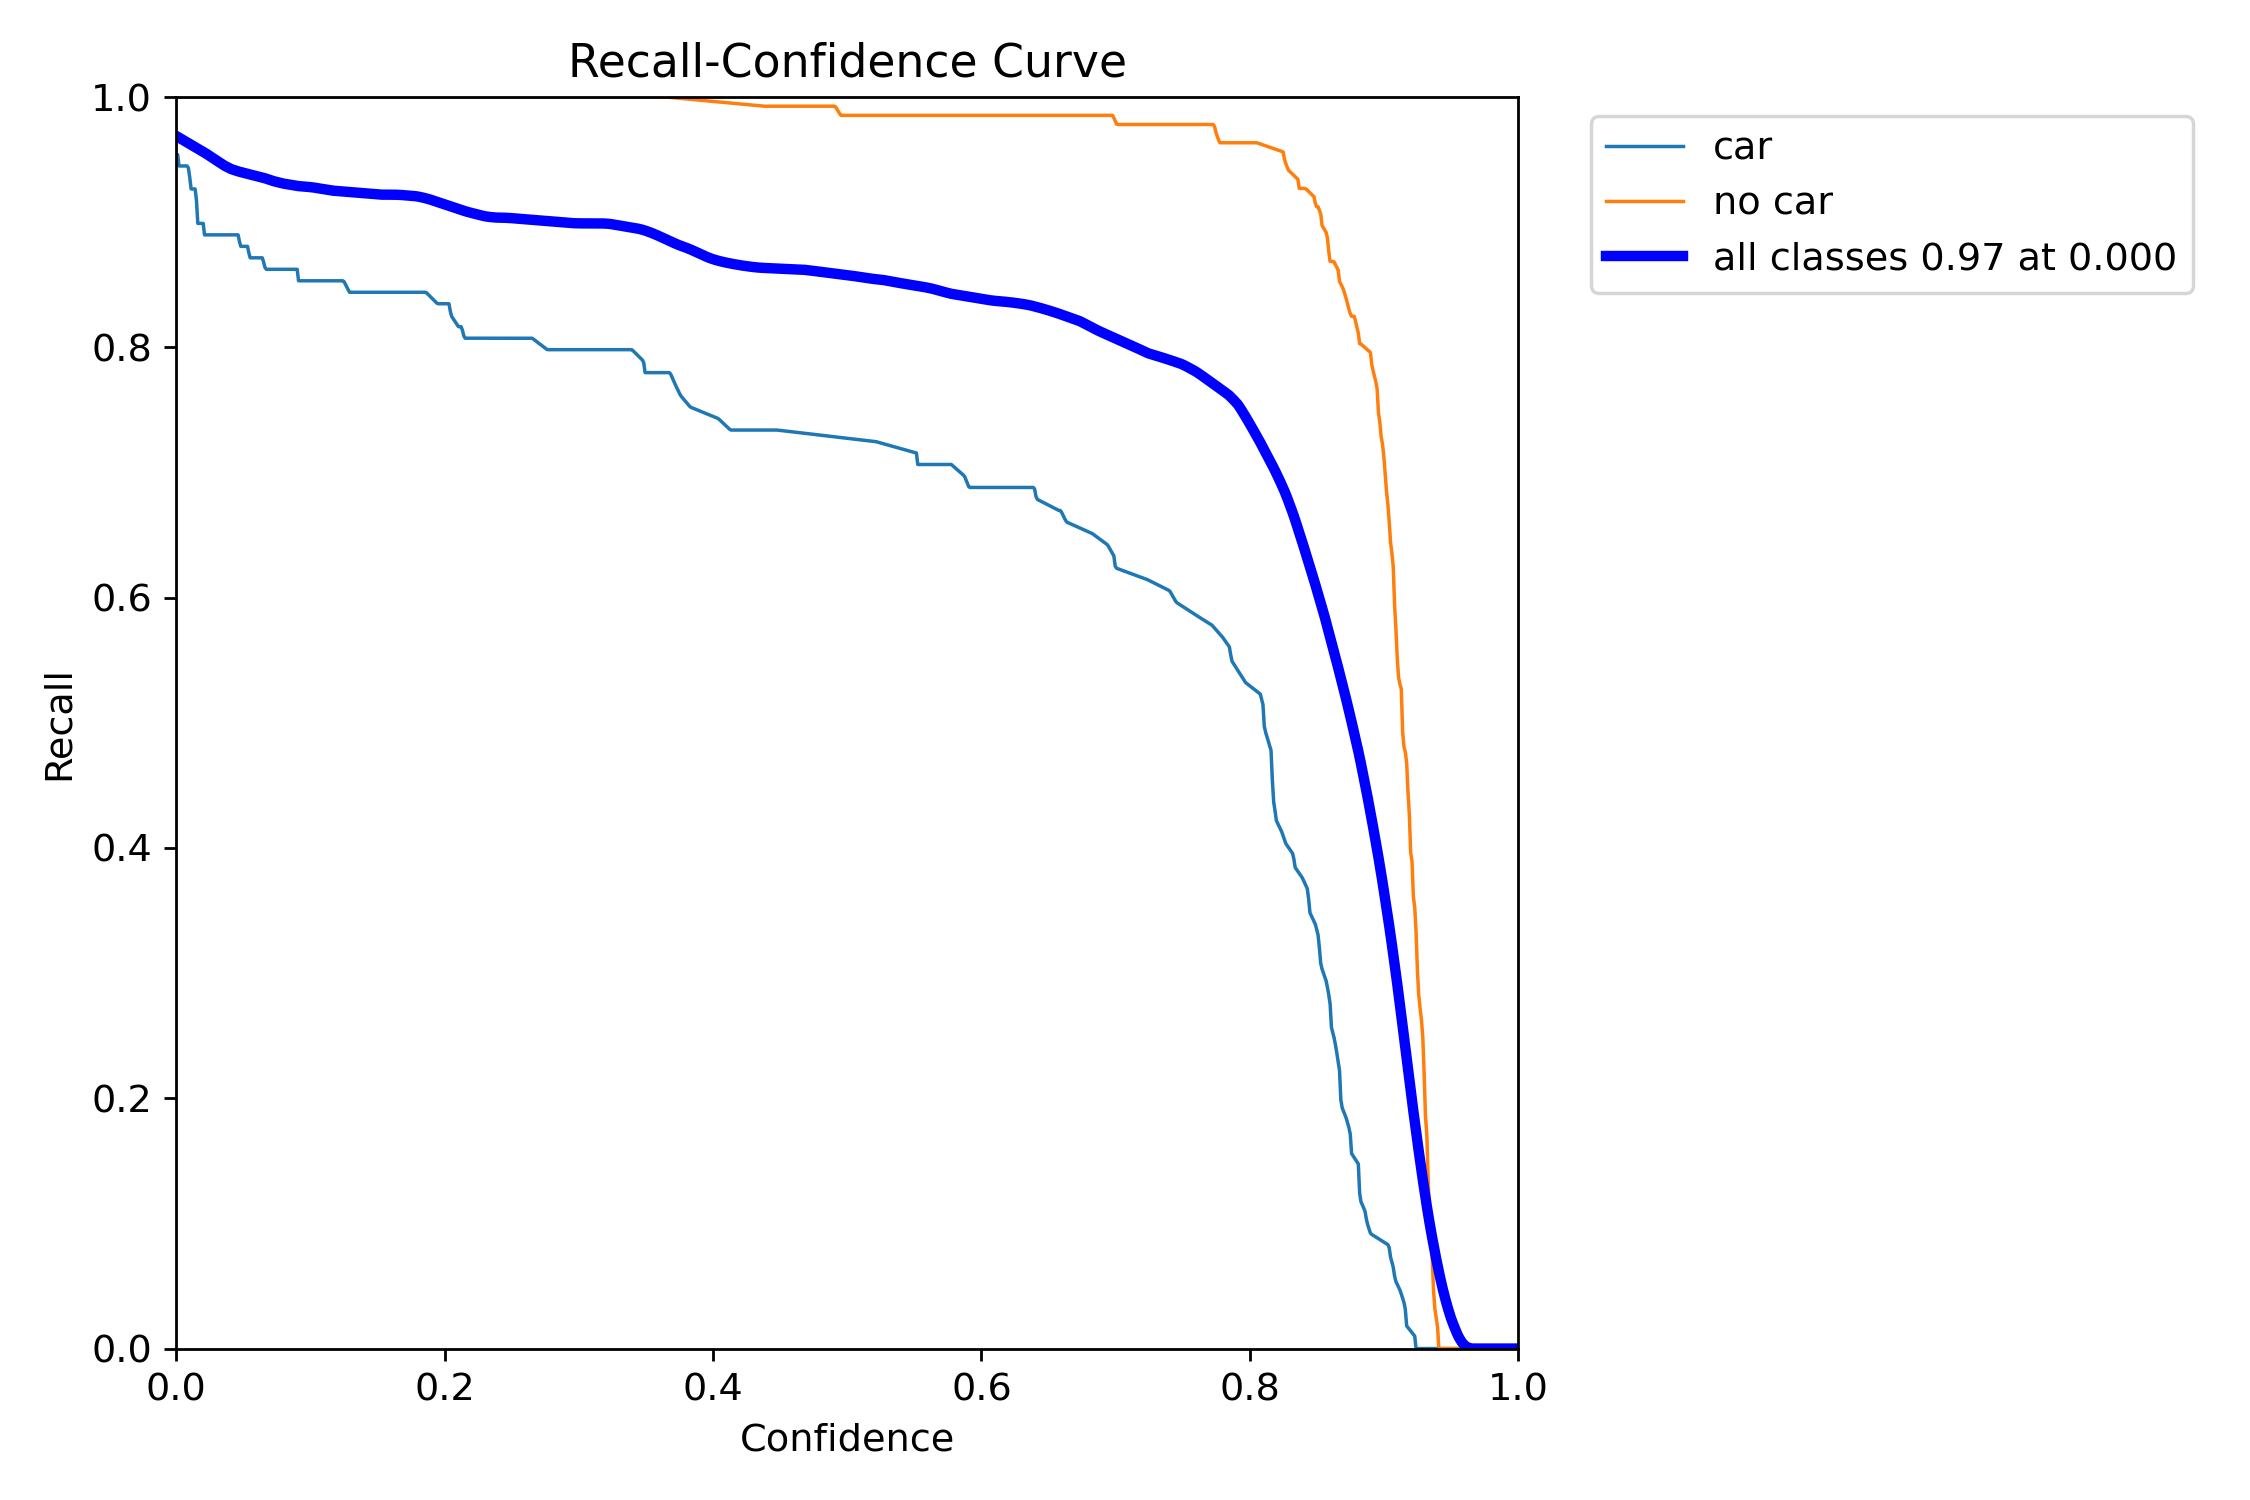 Recall-Confidence Curve
1.0
0.8
0.6
0.4
0.2
0.0
Recall
0.0 0.2 0.4 0.6 0.8 1.0
Confidence
car
no car
all classes 0.97 at 0.000